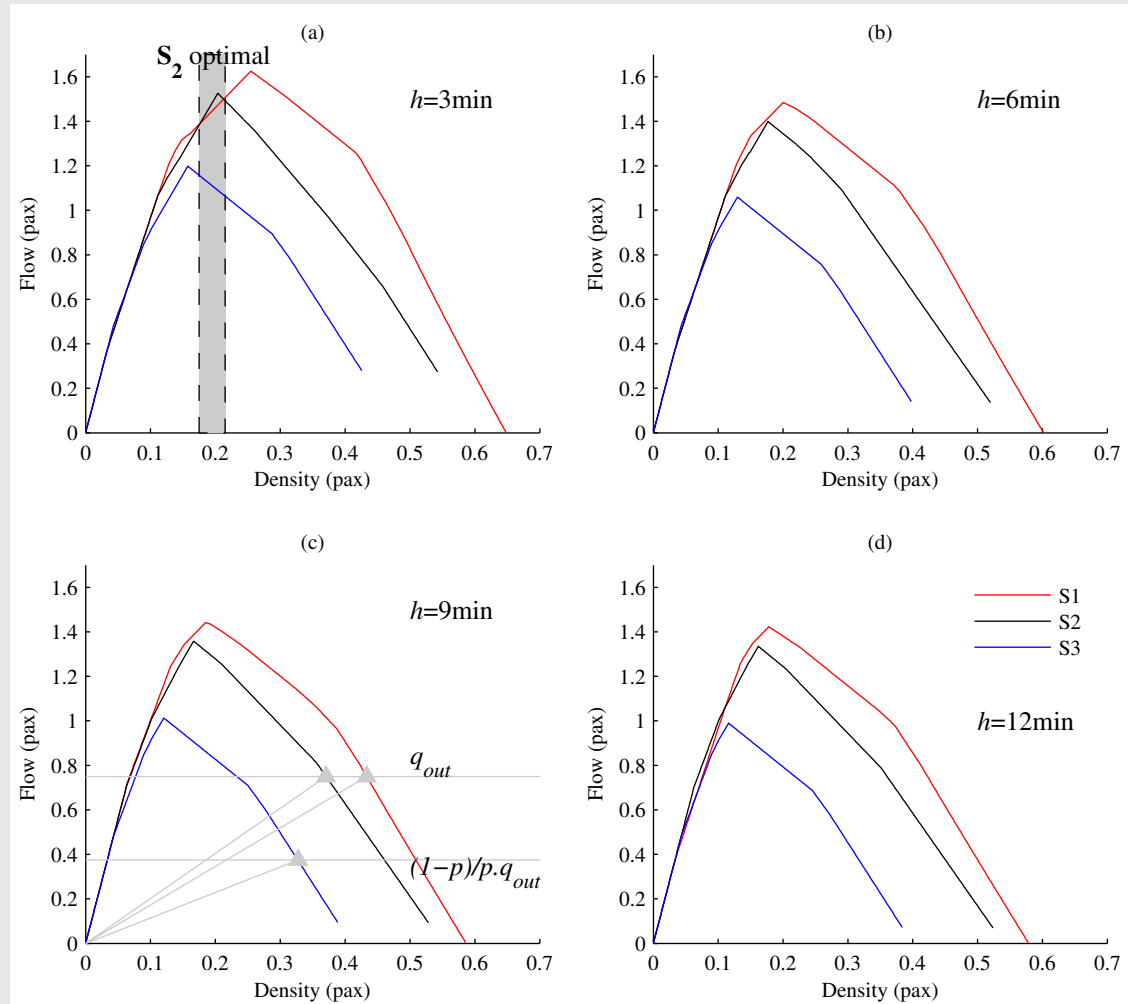 (a)
S2 optimal
h=3min
1.6
1.4
1.2
1
0.8
0.6
0.4
0.2
0
Flow (pax)
0 0.1 0.2 0.3 0.4 0.5 0.6 0.7
Density (pax)
(b)
h=6min
1.6
1.4
1.2
1
0.8
0.6
0.4
0.2
0
Flow (pax)
0 0.1 0.2 0.3 0.4 0.5 0.6 0.7
Density (pax)
(c)
h=9min
1.6
1.4
1.2
1
0.8
0.6
0.4
0.2
0
Flow (pax)
qout
(1−p)/p.qout
0 0.1 0.2 0.3 0.4 0.5 0.6 0.7
Density (pax)
(d)
S1
S2
S3
h=12min
1.6
1.4
1.2
1
0.8
0.6
0.4
0.2
0
Flow (pax)
0 0.1 0.2 0.3 0.4 0.5 0.6 0.7
Density (pax)